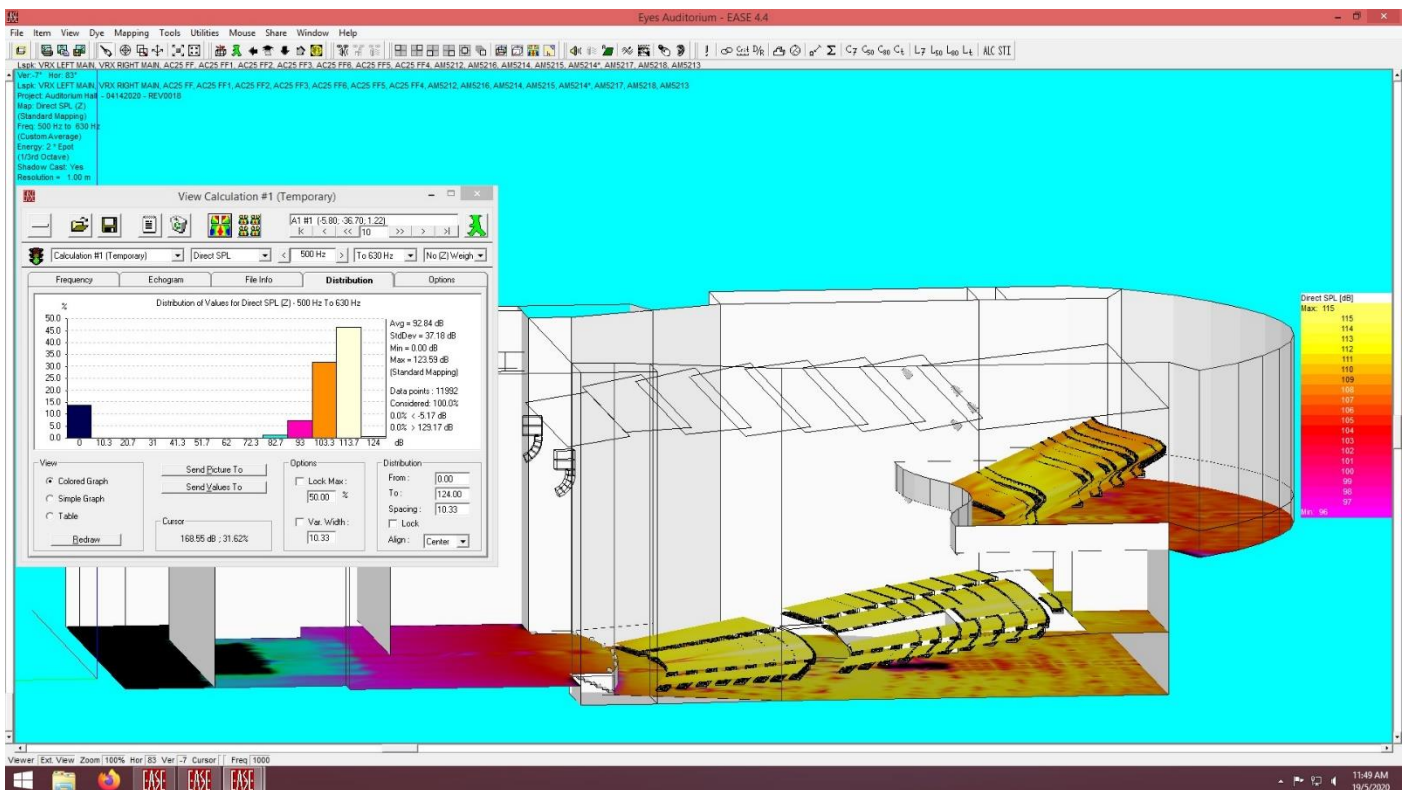 Eyes Auditorium - EASE 4.4
File Item View Dye Mapping Tools Utilities Mouse Share Window Help
C7 C50 C80 Ct L7 L50 L80 Lt ALC STI
Lspk: VRX LEFT MAIN, VRX RIGHT MAIN, AC25 FF, AC25 FF1, AC25 FF2, AC25 FF3, AC25 FF6, AC25 FF5, AC25 FF4, AM5212, AM5216, AM5214, AM5215, AM5214*, AM5217, AM5218, AM5213
Ver:-7° Hor: 83°
Lspk: VRX LEFT MAIN, VRX RIGHT MAIN, AC25 FF, AC25 FF1, AC25 FF2, AC25 FF3, AC25 FF6, AC25 FF5, AC25 FF4, AM5212, AM5216, AM5214, AM5215, AM5214*, AM5217, AM5218, AM5213
Project: Auditorium Hall - 04142020 - REV0018
Map: Direct SPL (Z)
(Standard Mapping)
Freq: 500 Hz to 630 Hz
(Custom Average)
Energy: 2 * Epot
(1/3rd Octave)
Shadow Cast: Yes
Resolution = 1.00 m
View Calculation #1 (Temporary)
A1 #1 (-5.80; -36.70; 1.22)
10
Calculation #1 (Temporary) Direct SPL 500 Hz To 630 Hz No (Z) Weigh
Frequency Echogram File Info Distribution Options
Distribution of Values for Direct SPL (Z) - 500 Hz To 630 Hz
%
50.0
45.0
40.0
35.0
30.0
25.0
20.0
15.0
10.0
5.0
0.0
0 10.3 20.7 31 41.3 51.7 62 72.3 82.7 93 103.3 113.7 124 dB
Avg = 92.84 dB
StdDev = 37.18 dB
Min = 0.00 dB
Max = 123.59 dB
(Standard Mapping)
Data points : 11992
Considered: 100.0%
0.0% < -5.17 dB
0.0% > 129.17 dB
View
Colored Graph
Simple Graph
Table
Redraw
Send Picture To
Send Values To
Cursor
168.55 dB ; 31.62%
Options
Lock Max :
50.00 %
Var. Width :
10.33
Distribution
From : 0.00
To : 124.00
Spacing : 10.33
Lock
Align : Center
Direct SPL [dB]
Max: 115
115
114
113
112
111
110
109
108
107
106
105
104
103
102
101
100
99
98
97
Min: 96
Viewer Ext. View Zoom 100% Hor 83 Ver -7 Cursor Freq 1000
EASE EASE EASE
11:49 AM
19/5/2020